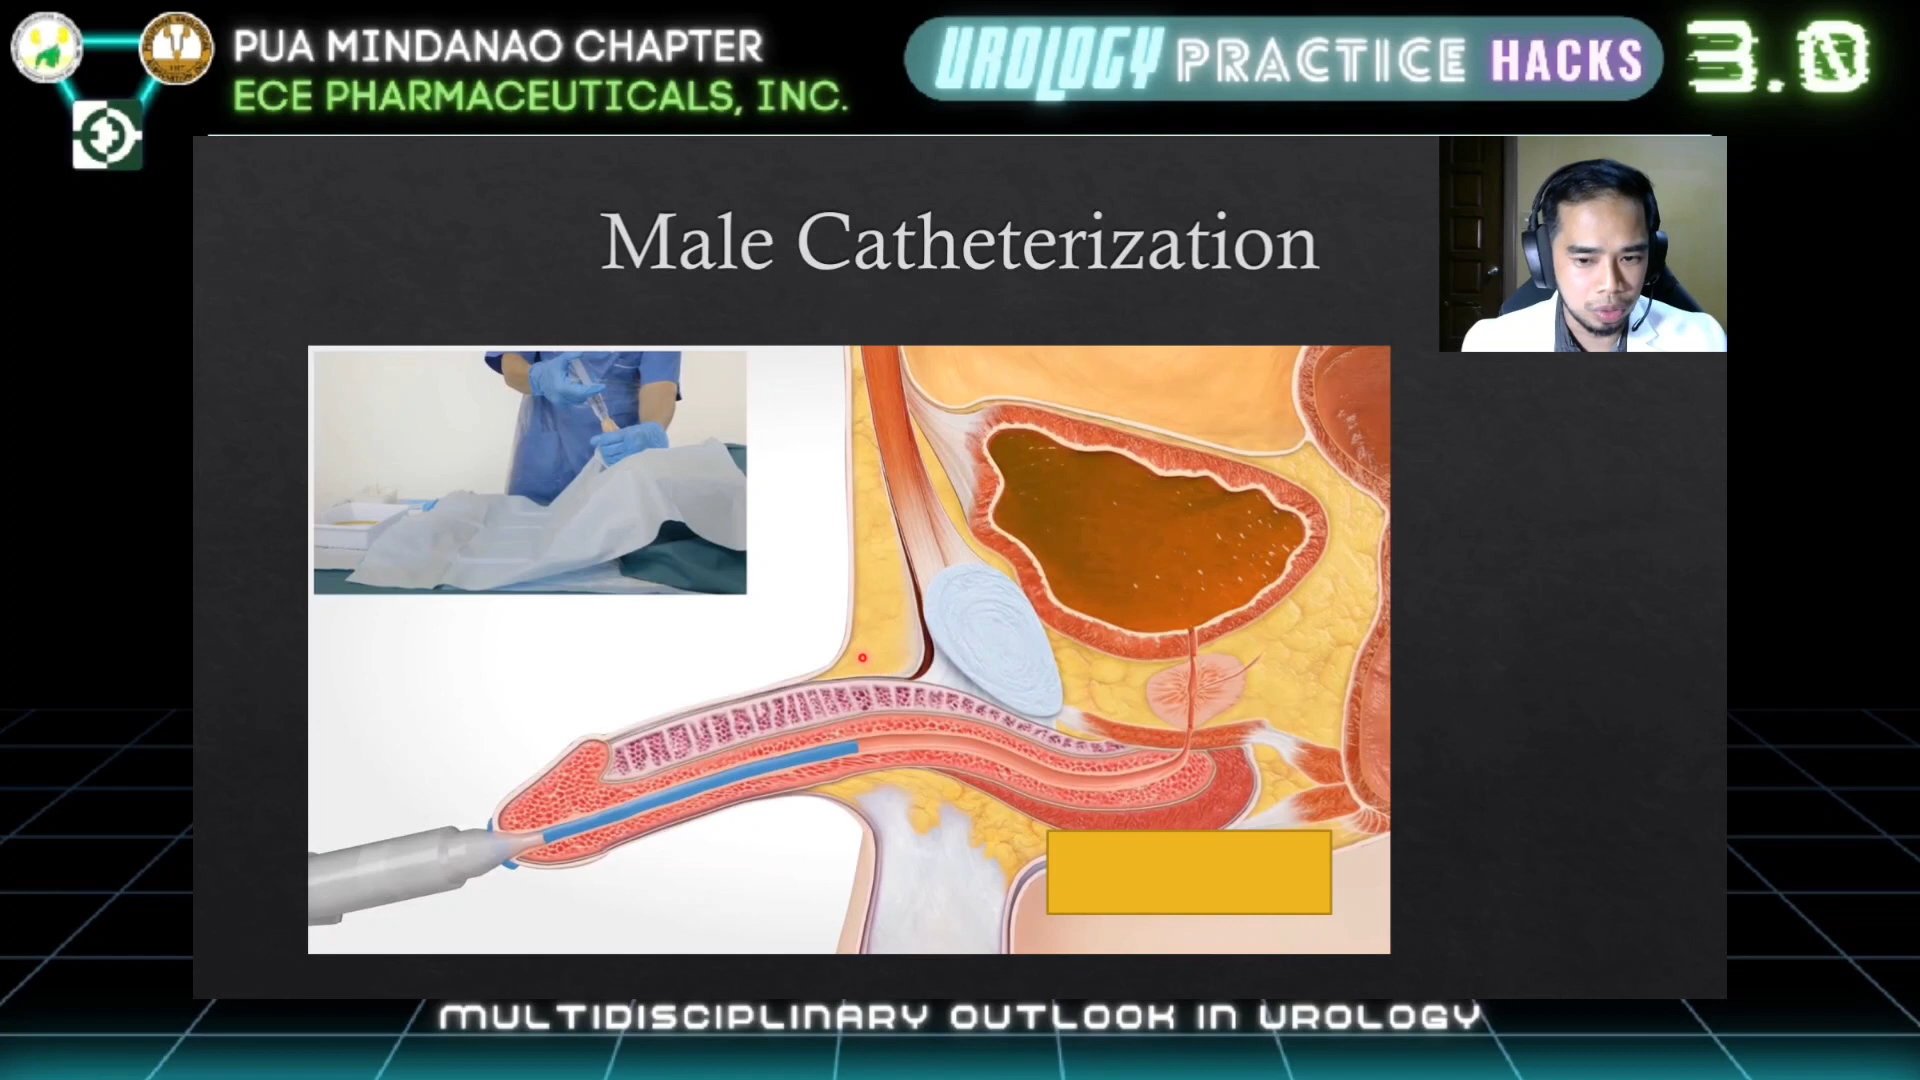 PUA MINDANAO CHAPTER
ECE PHARMACEUTICALS, INC.
UROLOGY PRACTICE HACKS 3.0
Male Catheterization
MULTIDISCIPLINARY OUTLOOK IN UROLOGY